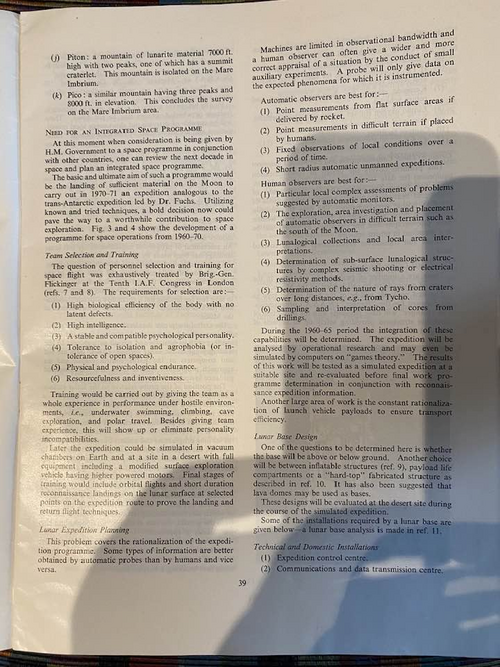 (j) Piton: a mountain of lunarite material 7000 ft.
high with two peaks, one of which has a summit
craterlet. This mountain is isolated on the Mare
Imbrium.
(k) Pico: a similar mountain having three peaks and
8000 ft. in elevation. This concludes the survey
on the Mare Imbrium area.
NEED FOR AN INTEGRATED SPACE PROGRAMME
At this moment when consideration is being given by
H.M. Government to a space programme in conjunction
with other countries, one can review the next decade in
space and plan an integrated space programme.
The basic and ultimate aim of such a programme would
be the landing of sufficient material on the Moon to
carry out in 1970-71 an expedition analogous to the
trans-Antarctic expedition led by Dr. Fuchs. Utilizing
known and tried techniques, a bold decision now could
pave the way to a worthwhile contribution to space
exploration. Fig. 3 and 4 show the development of a
programme for space operations from 1960-70.
Team Selection and Training
The question of personnel selection and training for
space flight was exhaustively treated by Brig.-Gen.
Flickinger at the Tenth I.A.F. Congress in London
(refs. 7 and 8). The requirements for selection are:—
(1) High biological efficiency of the body with no
latent defects.
(2) High intelligence.
(3) A stable and compatible psychological personality.
(4) Tolerance to isolation and agrophobia (or in-
tolerance of open spaces).
(5) Physical and psychological endurance.
(6) Resourcefulness and inventiveness.
Training would be carried out by giving the team as a
whole experience in performance under hostile environ-
ments, i.e., underwater swimming, climbing, cave
exploration, and polar travel. Besides giving team
experience, this will show up or eliminate personality
incompatibilities.
Later the expedition could be simulated in vacuum
chambers on Earth and at a site in a desert with full
equipment including a modified surface exploration
vehicle having higher powered motors. Final stages of
training would include orbital flights and short duration
reconnaissance landings on the lunar surface at selected
points on the expedition route to prove the landing and
return flight techniques.
Lunar Expedition Planning
This problem covers the rationalization of the expedi-
tion programme. Some types of information are better
obtained by automatic probes than by humans and vice
versa.
Machines are limited in observational bandwidth and
a human observer can often give a wider and more
correct appraisal of a situation by the conduct of small
auxiliary experiments. A probe will only give data on
the expected phenomena for which it is instrumented.
Automatic observers are best for:—
(1) Point measurements from flat surface areas if
delivered by rocket.
(2) Point measurements in difficult terrain if placed
by humans.
(3) Fixed observations of local conditions over a
period of time.
(4) Short radius automatic unmanned expeditions.
Human observers are best for:—
(1) Particular local complex assessments of problems
suggested by automatic monitors.
(2) The exploration, area investigation and placement
of automatic observers in difficult terrain such as
the south of the Moon.
(3) Lunalogical collections and local area inter-
pretations.
(4) Determination of sub-surface lunalogical struc-
tures by complex seismic shooting or electrical
resistivity methods.
(5) Determination of the nature of rays from craters
over long distances, e.g., from Tycho.
(6) Sampling and interpretation of cores from
drillings.
During the 1960-65 period the integration of these
capabilities will be determined. The expedition will be
analysed by operational research and may even be
simulated by computers on "games theory." The results
of this work will be tested as a simulated expedition at a
suitable site and re-evaluated before final work pro-
gramme determination in conjunction with reconnais-
sance expedition information.
Another large area of work is the constant rationaliza-
tion of launch vehicle payloads to ensure transport
efficiency.
Lunar Base Design
One of the questions to be determined here is whether
the base will be above or below ground. Another choice
will be between inflatable structures (ref. 9), payload life
compartments or a "hard-top" fabricated structure as
described in ref. 10. It has also been suggested that
lava domes may be used as bases.
These designs will be evaluated at the desert site during
the course of the simulated expedition.
Some of the installations required by a lunar base are
given below—a lunar base analysis is made in ref. 11.
Technical and Domestic Installations
(1) Expedition control centre.
(2) Communications and data transmission centre.
39